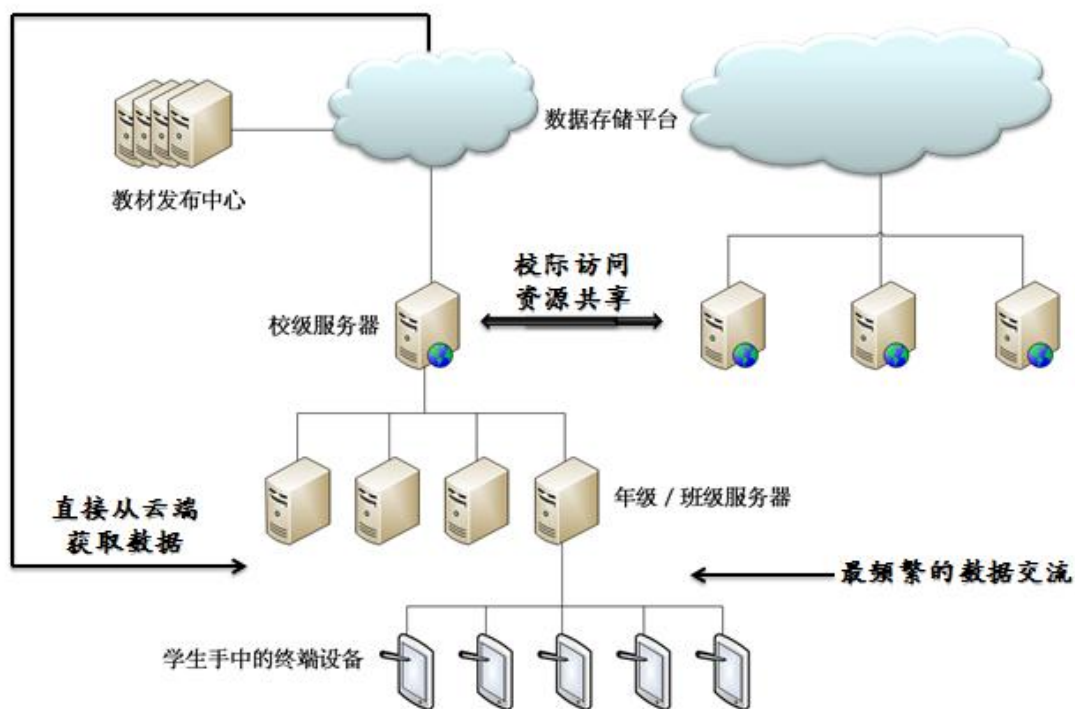 数据存储平台
教材发布中心
校际访问
资源共享
校级服务器
年级 / 班级服务器
直接从云端
获取数据
最频繁的数据交流
学生手中的终端设备